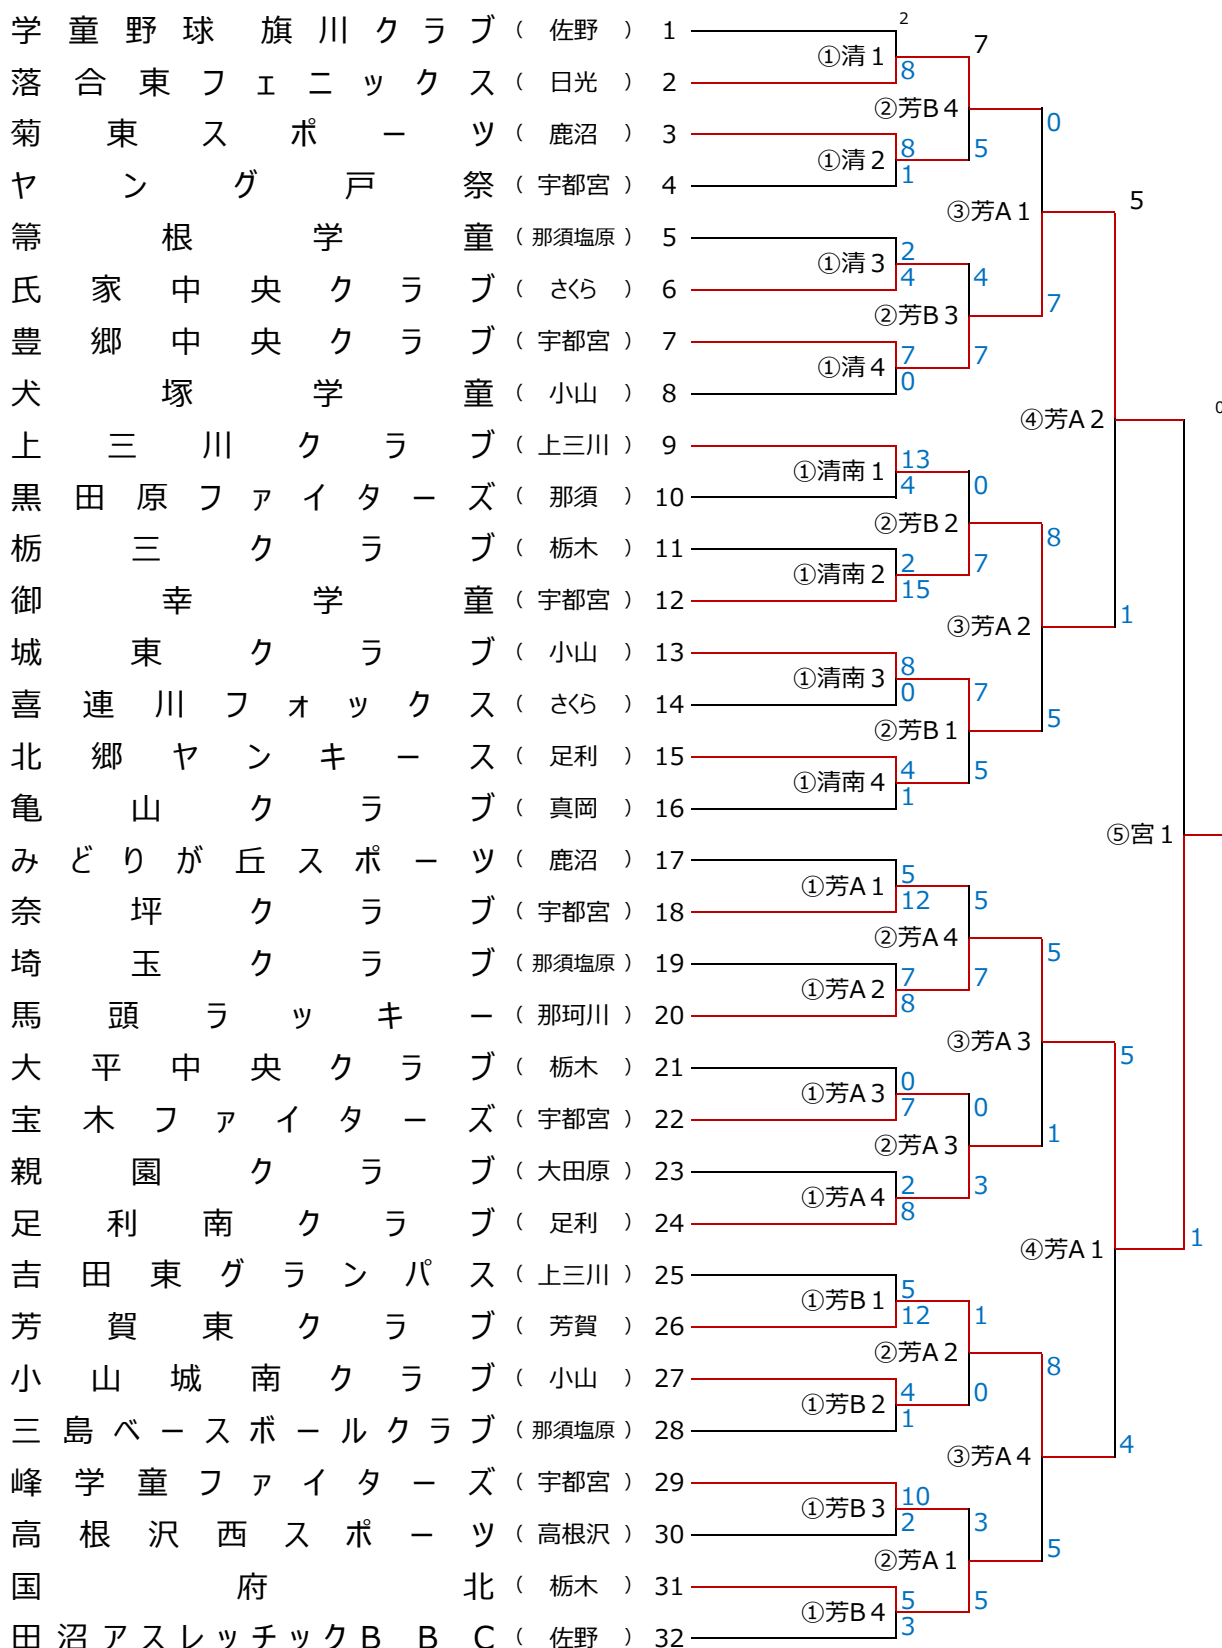 学童野球 旗川クラブ （ 佐野 ） 1
落合東フェニックス （ 日光 ） 2
菊東スポーツ （ 鹿沼 ） 3
ヤング戸祭 （ 宇都宮 ） 4
箒根学童 （ 那須塩原 ） 5
氏家中央クラブ （ さくら ） 6
豊郷中央クラブ （ 宇都宮 ） 7
犬塚学童 （ 小山 ） 8
上三川クラブ （ 上三川 ） 9
黒田原ファイターズ （ 那須 ） 10
栃三クラブ （ 栃木 ） 11
御幸学童 （ 宇都宮 ） 12
城東クラブ （ 小山 ） 13
喜連川フォックス （ さくら ） 14
北郷ヤンキース （ 足利 ） 15
亀山クラブ （ 真岡 ） 16
みどりが丘スポーツ （ 鹿沼 ） 17
奈坪クラブ （ 宇都宮 ） 18
埼玉クラブ （ 那須塩原 ） 19
馬頭ラッキー （ 那珂川 ） 20
大平中央クラブ （ 栃木 ） 21
宝木ファイターズ （ 宇都宮 ） 22
親園クラブ （ 大田原 ） 23
足利南クラブ （ 足利 ） 24
吉田東グランパス （ 上三川 ） 25
芳賀東クラブ （ 芳賀 ） 26
小山城南クラブ （ 小山 ） 27
三島ベースボールクラブ （ 那須塩原 ） 28
峰学童ファイターズ （ 宇都宮 ） 29
高根沢西スポーツ （ 高根沢 ） 30
国府北 （ 栃木 ） 31
田沼アスレッチックＢＢＣ （ 佐野 ） 32
2
①清１
8
8
①清２
1
2
①清３
4
7
①清４
0
13
①清南１
4
2
①清南２
15
8
①清南３
0
4
①清南４
1
5
①芳A１
12
7
①芳A２
8
0
①芳A３
7
2
①芳A４
8
5
①芳B１
12
4
①芳B２
1
10
①芳B３
2
5
①芳B４
3
7
②芳B４
5
4
②芳B３
7
0
②芳B２
7
7
②芳B１
5
5
②芳A４
7
0
②芳A３
3
1
②芳A２
0
3
②芳A１
5
0
③芳A１
7
8
③芳A２
5
5
③芳A３
1
8
③芳A４
5
5
④芳A２
1
5
④芳A１
4
0
⑤宮１
1